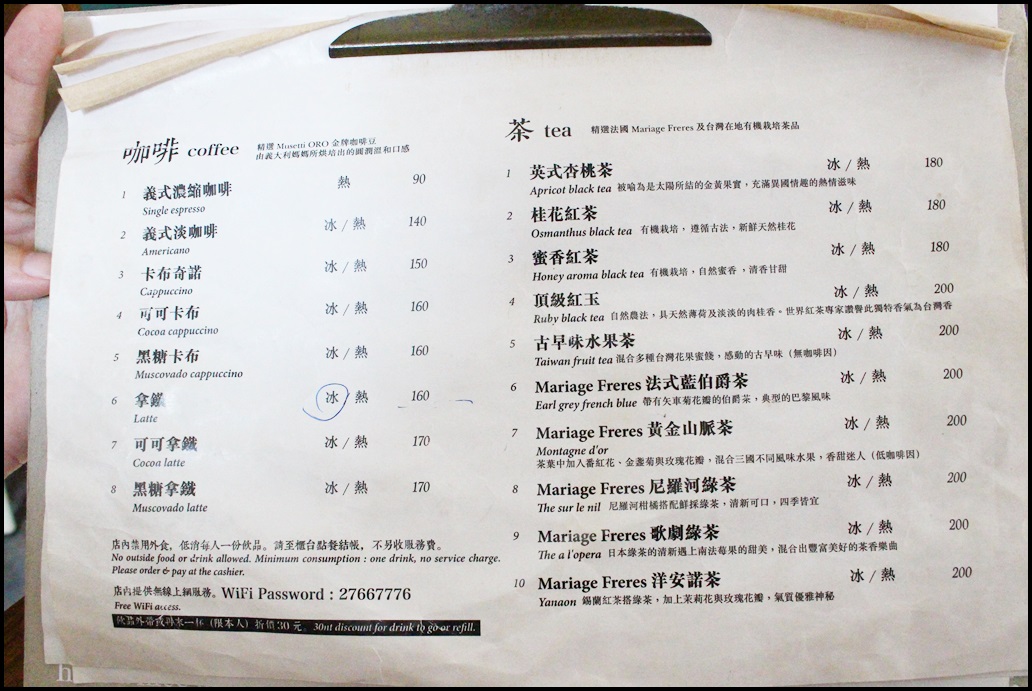 咖啡 coffee
精選 Musetti ORO 金牌咖啡豆
由義大利媽媽所烘培出的圓潤溫和口感
1 義式濃縮咖啡 熱 90
Single espresso
2 義式淡咖啡 冰 / 熱 140
Americano
3 卡布奇諾 冰 / 熱 150
Cappuccino
4 可可卡布 冰 / 熱 160
Cocoa cappuccino
5 黑糖卡布 冰 / 熱 160
Muscovado cappuccino
6 拿鐵 冰 熱 160
Latte
7 可可拿鐵 冰 / 熱 170
Cocoa latte
8 黑糖拿鐵 冰 / 熱 170
Muscovado latte
店內禁用外食，低消每人一份飲品。請至櫃台點餐結帳，不另收服務費。
No outside food or drink allowed. Minimum consumption : one drink, no service charge.
Please order & pay at the cashier.
店內提供無線上網服務。WiFi Password : 27667776
Free WiFi access.
飲品外帶或再來一杯 (限本人) 折價30元。30nt discount for drink to go or refill.
茶 tea 精選法國 Mariage Freres 及台灣在地有機栽培茶品
1 英式杏桃茶 冰 / 熱 180
Apricot black tea 被喻為是太陽所結的金黃果實，充滿異國情趣的熱情滋味
2 桂花紅茶 冰 / 熱 180
Osmanthus black tea 有機栽培，遵循古法，新鮮天然桂花
3 蜜香紅茶 冰 / 熱 180
Honey aroma black tea 有機栽培，自然蜜香，清香甘甜
4 頂級紅玉 冰 / 熱 200
Ruby black tea 自然農法，具天然薄荷及淡淡的肉桂香。世界紅茶專家讚譽此獨特香氣為台灣香
5 古早味水果茶 冰 / 熱 200
Taiwan fruit tea 混合多種台灣花果蜜餞，感動的古早味（無咖啡因）
6 Mariage Freres 法式藍伯爵茶 冰 / 熱 200
Earl grey french blue 帶有矢車菊花瓣的伯爵茶，典型的巴黎風味
7 Mariage Freres 黃金山脈茶 冰 / 熱 200
Montagne d'or
茶葉中加入番紅花、金盞菊與玫瑰花瓣，混合三國不同風味水果，香甜迷人（低咖啡因）
8 Mariage Freres 尼羅河綠茶 冰 / 熱 200
The sur le nil 尼羅河柑橘搭配鮮採綠茶，清新可口，四季皆宜
9 Mariage Freres 歌劇綠茶 冰 / 熱 200
The a l'opera 日本綠茶的清新遇上南法莓果的甜美，混合出豐富美好的茶香樂曲
10 Mariage Freres 洋安諾茶 冰 / 熱 200
Yanaon 錫蘭紅茶搭綠茶，加上茉莉花與玫瑰花瓣，氣質優雅神秘